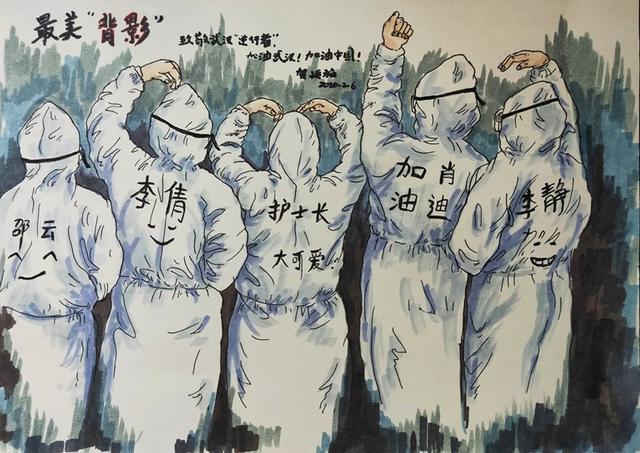 最美"背影"
致敬武汉"逆行者".
加油武汉!加油中国!
2020.2.6
邵云
李倩
护士长
大可爱
加油
肖迪
李静
加油